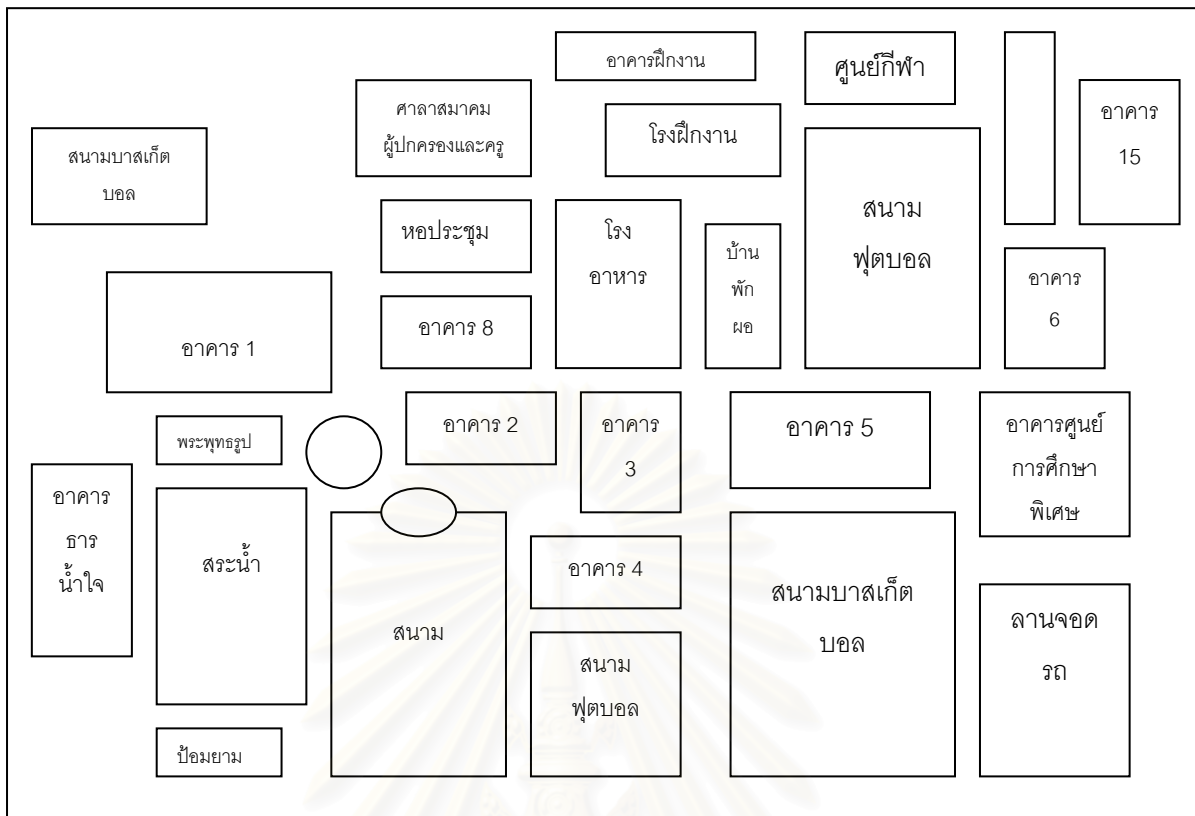 อาคารฝึกงาน
ศูนย์กีฬา
ศาลาสมาคม
ผู้ปกครองและครู
โรงฝึกงาน
อาคาร
15
สนามบาสเก็ต
บอล
หอประชุม
โรง
อาหาร
บ้าน
พัก
ผอ
สนาม
ฟุตบอล
อาคาร
6
อาคาร 1
อาคาร 8
พระพุทธรูป
อาคาร 2
อาคาร
3
อาคาร 5
อาคารศูนย์
การศึกษา
พิเศษ
อาคาร
ธาร
น้ำใจ
สระน้ำ
สนาม
อาคาร 4
สนามบาสเก็ต
บอล
ลานจอด
รถ
สนาม
ฟุตบอล
ป้อมยาม